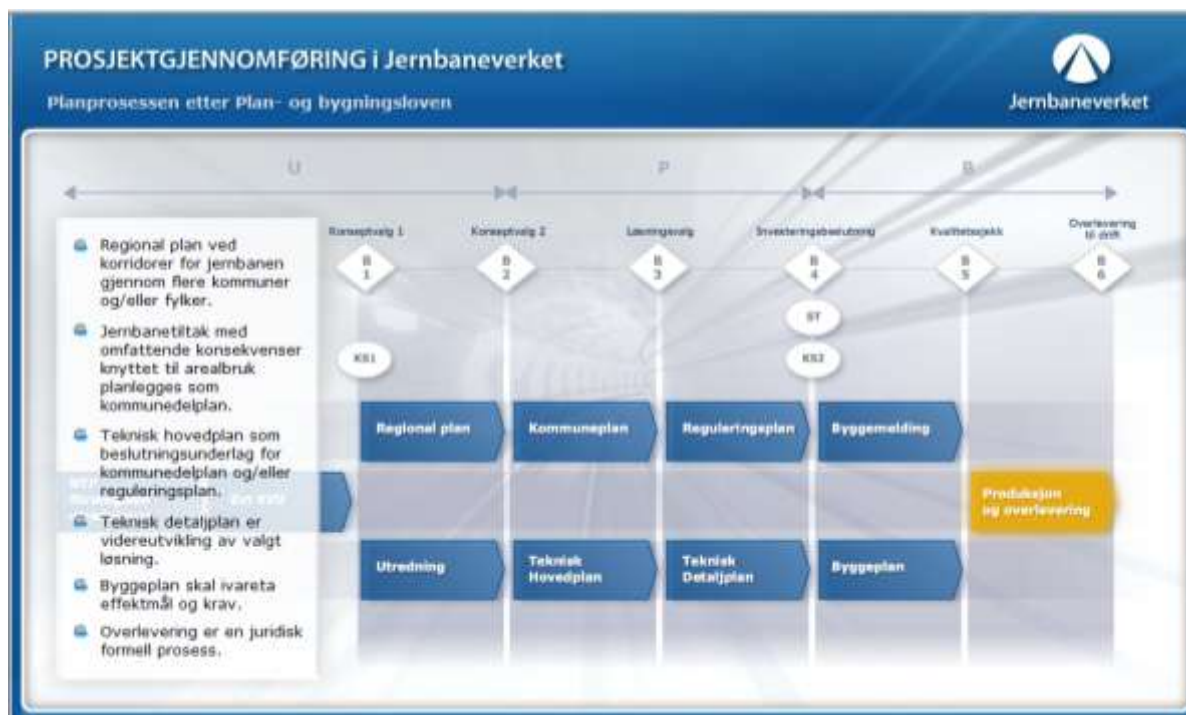 PROSJEKTGJENNOMFØRING i Jernbaneverket
Planprosessen etter Plan- og bygningsloven
Jernbaneverket
U
P
B
Regional plan ved
korridorer for jernbanen
gjennom flere kommuner
og/eller fylker.
Jernbanetiltak med
omfattende konsekvenser
knyttet til arealbruk
planlegges som
kommunedelplan.
Teknisk hovedplan som
beslutningsunderlag for
kommunedelplan og/eller
reguleringsplan.
Teknisk detaljplan er
videreutvikling av valgt
løsning.
Byggeplan skal ivareta
effektmål og krav.
Overlevering er en juridisk
formell prosess.
Konseptvalg 1
Konseptvalg 2
Løsningsvalg
Investeringsbeslutning
Kvalitetssjekk
Overlevering
til drift
B
1
B
2
B
3
B
4
B
5
B
6
ST
KS1
KS2
Regional plan
Kommuneplan
Reguleringsplan
Byggemelding
Produksjon
og overlevering
Utredning
Teknisk
Hovedplan
Teknisk
Detaljplan
Byggeplan